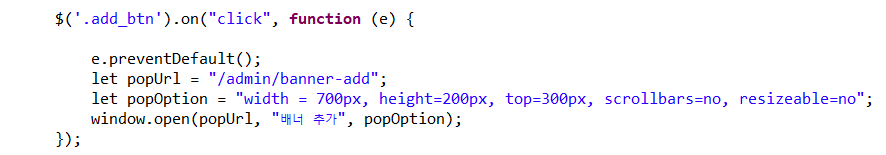 $('.add_btn').on("click", function (e) {
e.preventDefault();
let popUrl = "/admin/banner-add";
let popOption = "width = 700px, height=200px, top=300px, scrollbars=no, resizeable=no";
window.open(popUrl, "배너 추가", popOption);
});